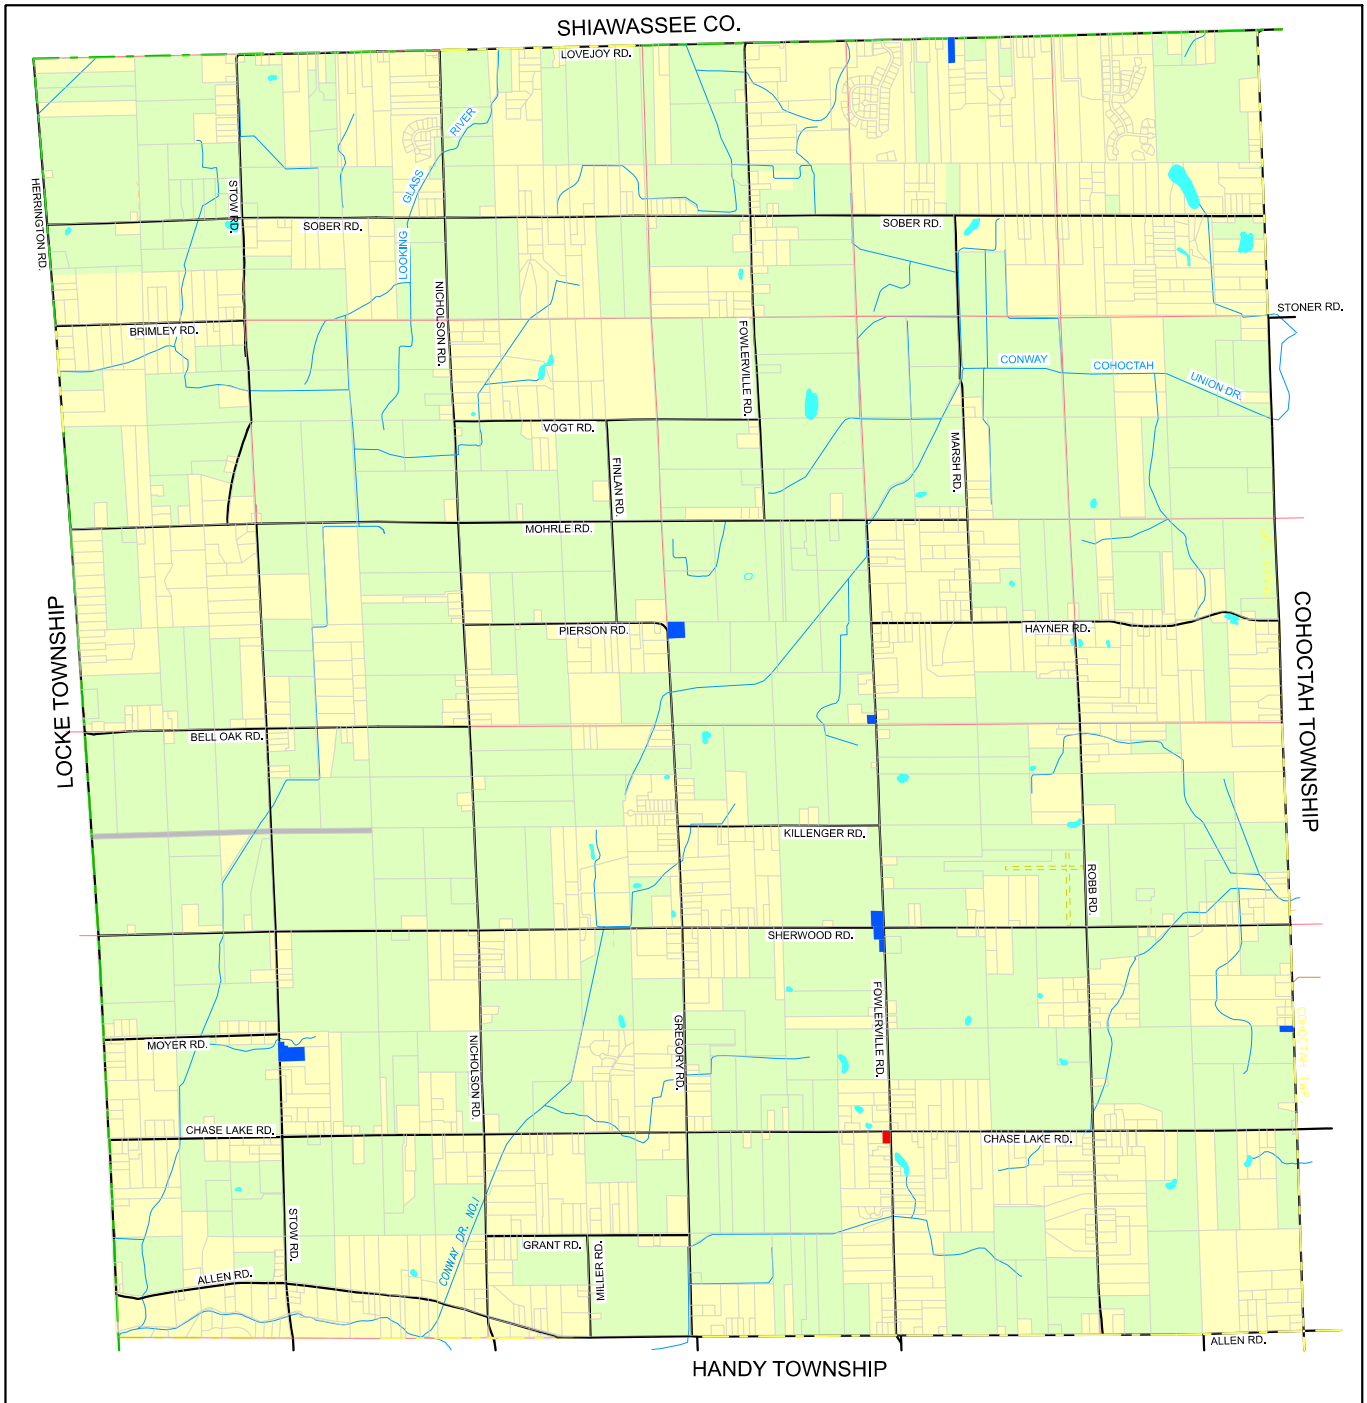 SHIAWASSEE CO.
LOVEJOY RD.
RIVER
GLASS
LOOKING
HERRINGTON RD.
STOW RD.
SOBER RD.
SOBER RD.
NICHOLSON RD.
STONER RD.
BRIMLEY RD.
FOWLERVILLE RD.
CONWAY
COHOCTAH
UNION DR.
VOGT RD.
MARSH RD.
FINLAN RD.
MOHRLE RD.
LOCKE TOWNSHIP
COHOCTAH TOWNSHIP
PIERSON RD.
HAYNER RD.
BELL OAK RD.
KILLENGER RD.
ROBB RD.
SHERWOOD RD.
FOWLERVILLE RD.
GREGORY RD.
NICHOLSON RD.
MOYER RD.
COHOCTAH TWP.
CHASE LAKE RD.
CHASE LAKE RD.
STOW RD.
CONWAY DR. NO.1
GRANT RD.
MILLER RD.
ALLEN RD.
ALLEN RD.
HANDY TOWNSHIP